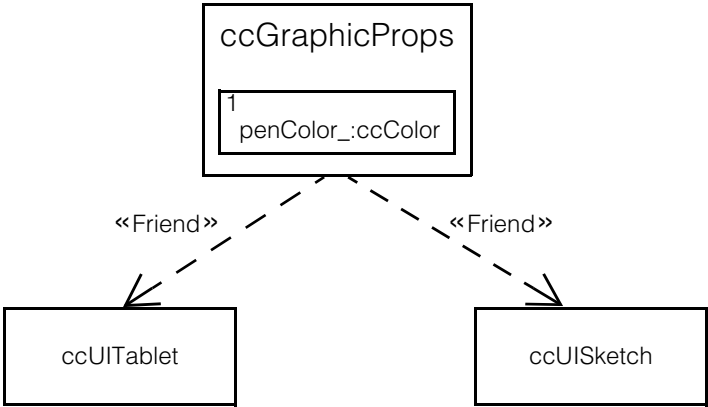 ccGraphicProps
1
penColor_:ccColor
«Friend»
«Friend»
ccUITablet
ccUISketch